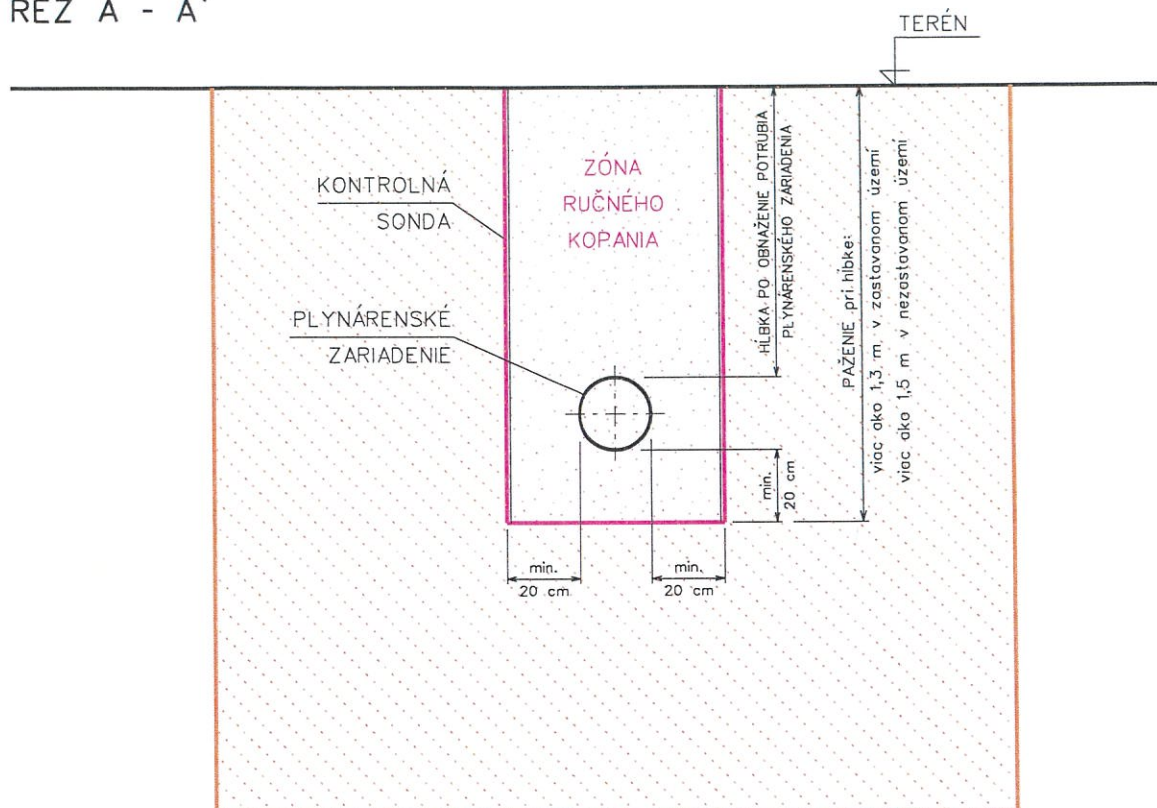 REZ A - A'
TERÉN
KONTROLNÁ
SONDA
ZÓNA
RUČNÉHO
KOPANIA
PLYNÁRENSKÉ
ZARIADENIE
HĹBKA PO OBNAŽENIE POTRUBIA
PLYNÁRENSKÉHO ZARIADENIA
PAŽENIE pri hĺbke:
viac ako 1,3 m v zastavanom území
viac ako 1,5 m v nezastavanom území
min.
20 cm
min.
20 cm
min.
20 cm